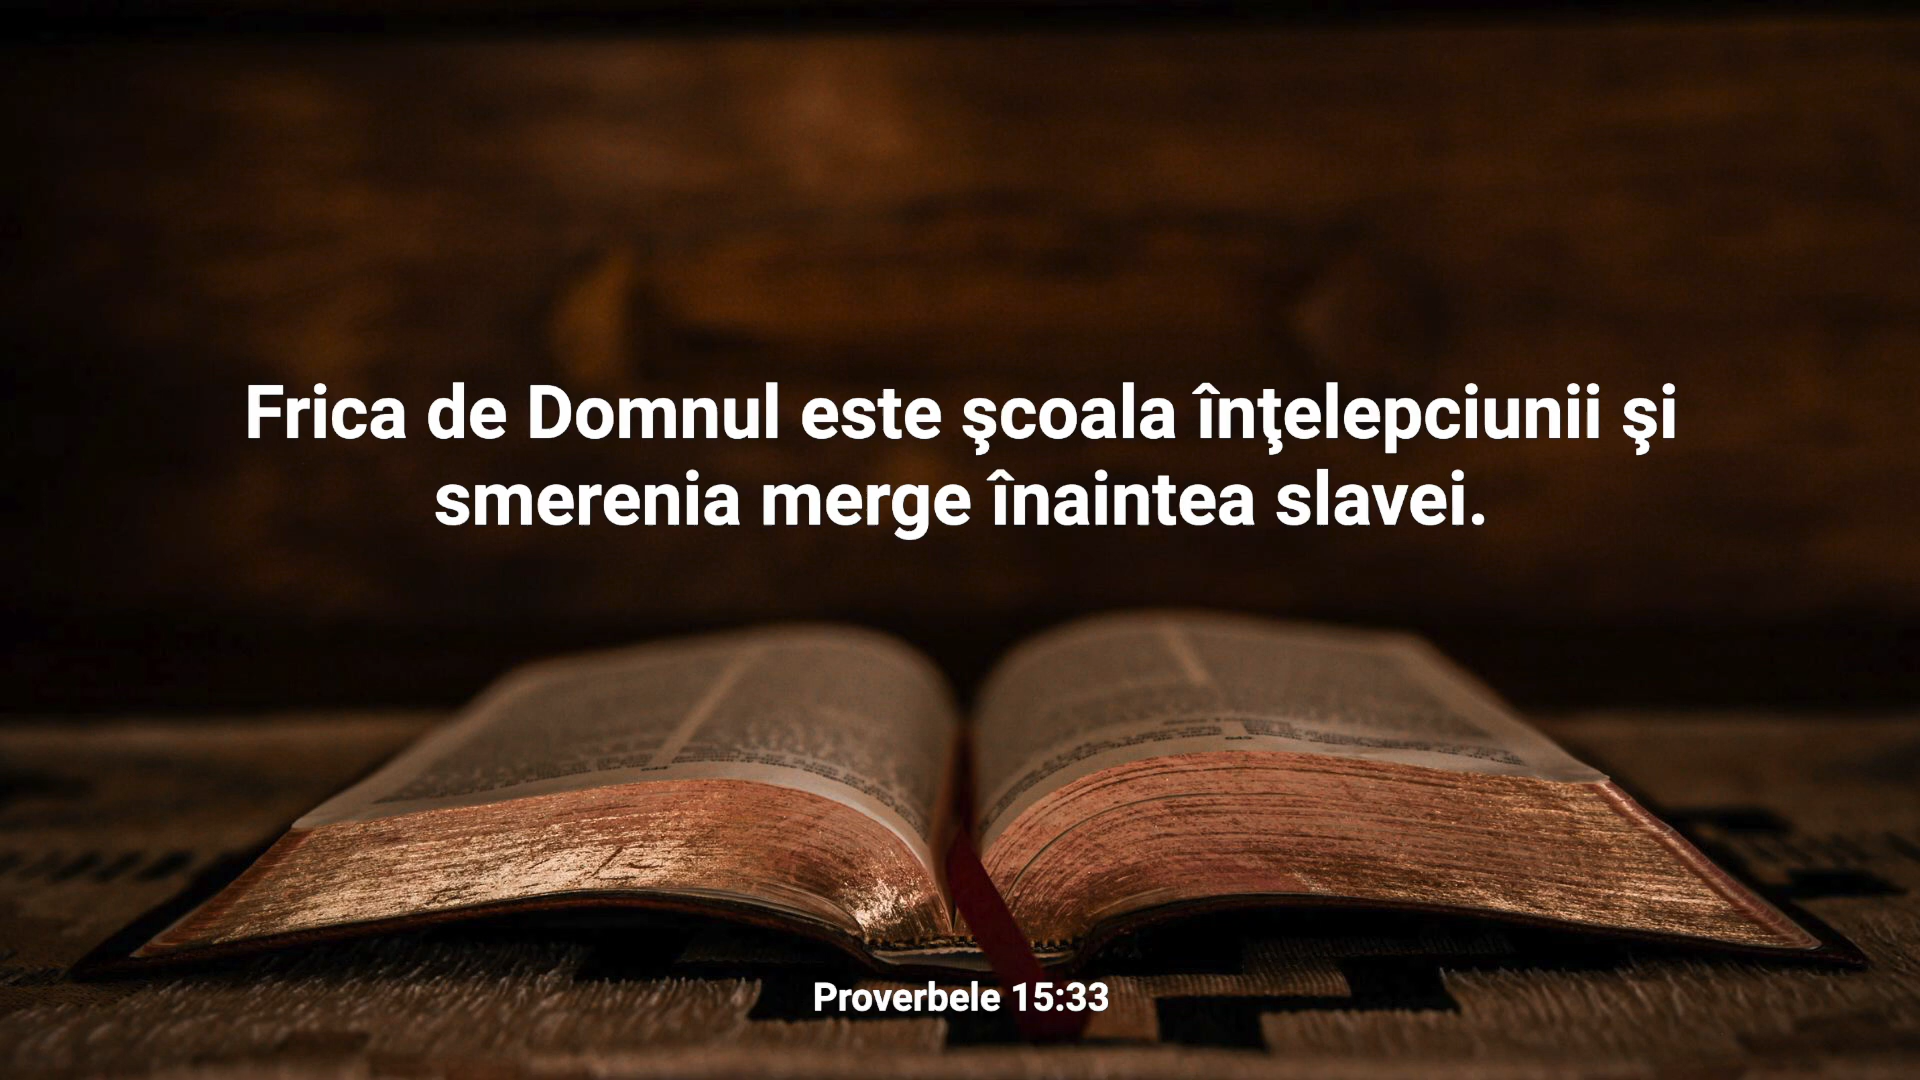 Frica de Domnul este şcoala înţelepciunii şi
smerenia merge înaintea slavei.
Proverbele 15:33